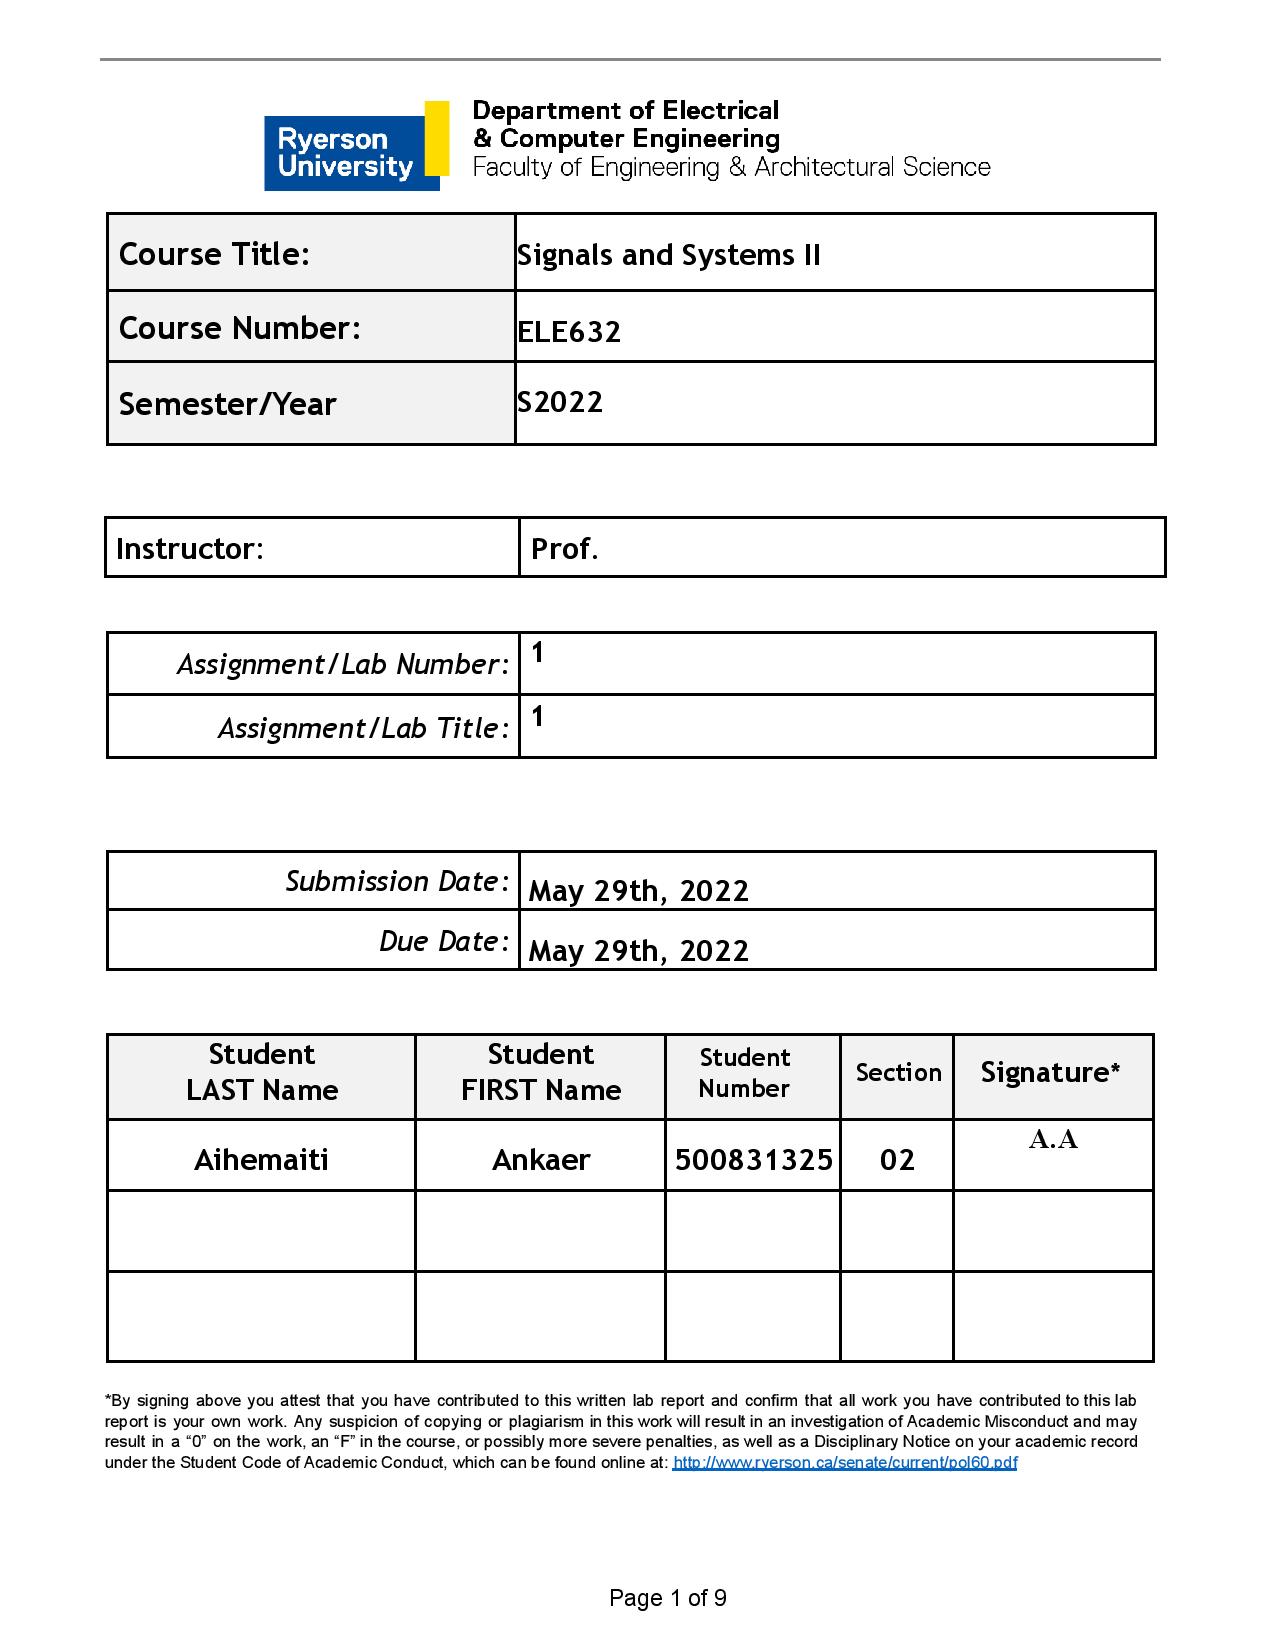 Ryerson
University
Department of Electrical
& Computer Engineering
Faculty of Engineering & Architectural Science
Course Title: Signals and Systems II
Course Number: ELE632
Semester/Year S2022
Instructor: Prof.
Assignment/Lab Number: 1
Assignment/Lab Title: 1
Submission Date: May 29th, 2022
Due Date: May 29th, 2022
Student LAST Name Student FIRST Name Student Number Section Signature*
Aihemaiti Ankaer 500831325 02 A.A
*By signing above you attest that you have contributed to this written lab report and confirm that all work you have contributed to this lab
report is your own work. Any suspicion of copying or plagiarism in this work will result in an investigation of Academic Misconduct and may
result in a “0” on the work, an “F” in the course, or possibly more severe penalties, as well as a Disciplinary Notice on your academic record
under the Student Code of Academic Conduct, which can be found online at: http://www.ryerson.ca/senate/current/pol60.pdf
Page 1 of 9